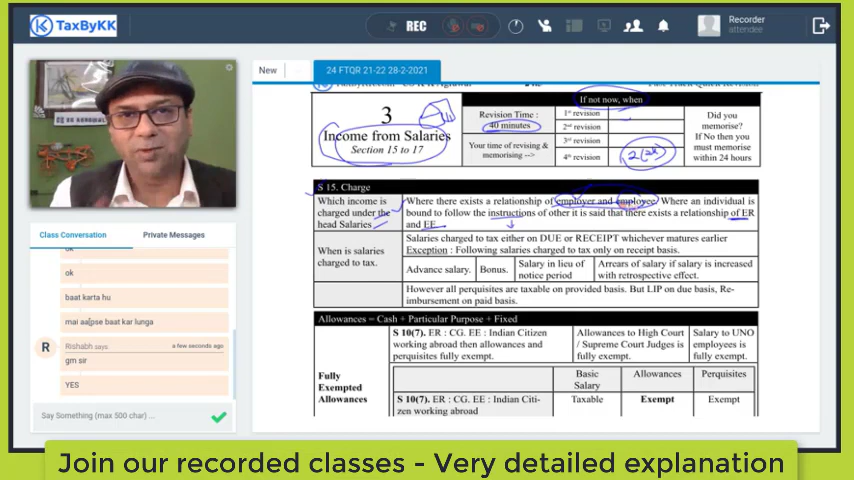 TaxByKK
REC
Recorder
attendee
New
24 FTQR 21-22 28-2-2021
Class Conversation
Private Messages
ok
ok
baat karta hu
mai aapse baat kar lunga
R
Rishabh says:
a few seconds ago
gm sir
YES
Say Something (max 500 char) ...
3
Income from Salaries
Section 15 to 17
Revision Time :
40 minutes
Your time of revising &
memorising -->
If not now, when
1st revision
2nd revision
3rd revision
4th revision
Did you
memorise?
If No then you
must memorise
within 24 hours
S 15. Charge
Which income is
charged under the
head Salaries
Where there exists a relationship of employer and employee. Where an individual is
bound to follow the instructions of other it is said that there exists a relationship of ER
and EE.
When is salaries
charged to tax.
Salaries charged to tax either on DUE or RECEIPT whichever matures earlier
Exception : Following salaries charged to tax only on receipt basis.
Advance salary.
Bonus.
Salary in lieu of
notice period
Arrears of salary if salary is increased
with retrospective effect.
However all perquisites are taxable on provided basis. But LIP on due basis, Re-
imbursement on paid basis.
Allowances = Cash + Particular Purpose + Fixed
Fully
Exempted
Allowances
S 10(7). ER : CG. EE : Indian Citizen
working abroad then allowances and
perquisites fully exempt.
Allowances to High Court
/ Supreme Court Judges is
fully exempt.
Salary to UNO
employees is
fully exempt.
Basic
Salary
Allowances
Perquisites
S 10(7). ER : CG. EE : Indian Citi-
zen working abroad
Taxable
Exempt
Exempt
Join our recorded classes - Very detailed explanation